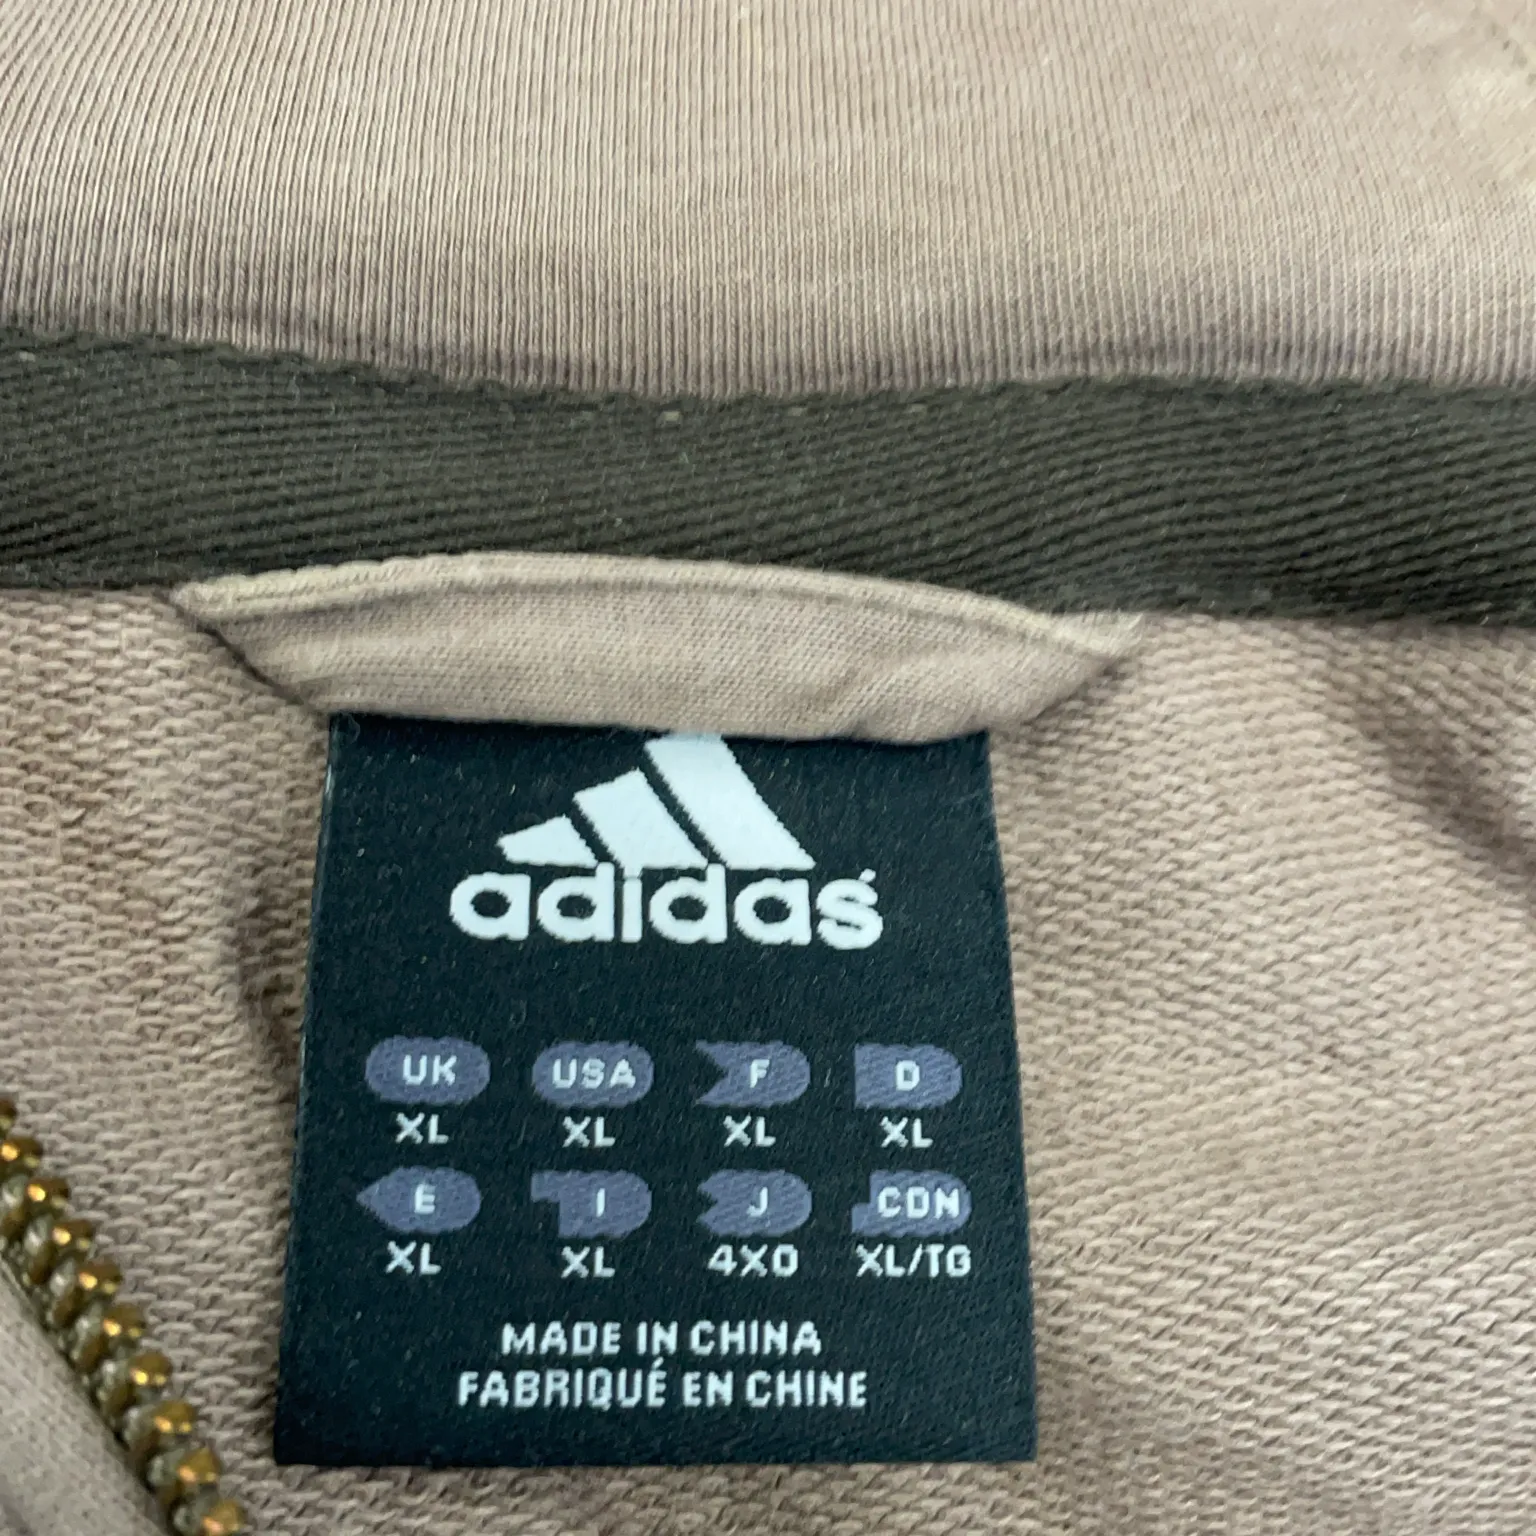 adidas
UK USA F D
XL XL XL XL
E I J CDN
XL XL 4XO XL/TG
MADE IN CHINA
FABRIQUÉ EN CHINE